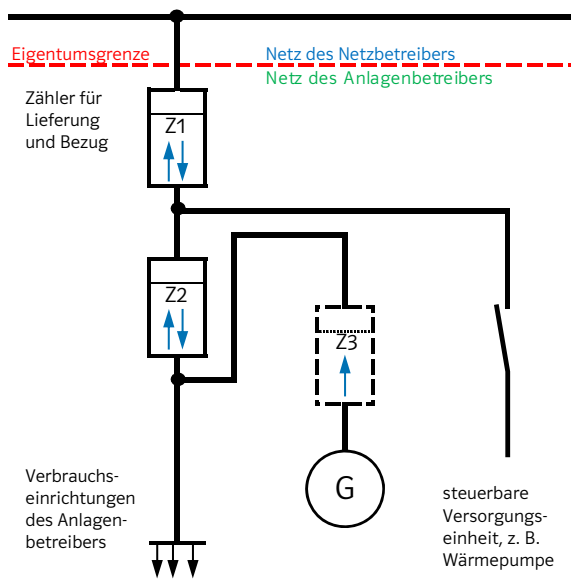 Eigentumsgrenze
Netz des Netzbetreibers
Netz des Anlagenbetreibers
Zähler für
Lieferung
und Bezug
Z1
Z2
Z3
G
Verbrauchs-
einrichtungen
des Anlagen-
betreibers
steuerbare
Versorgungs-
einheit, z. B.
Wärmepumpe